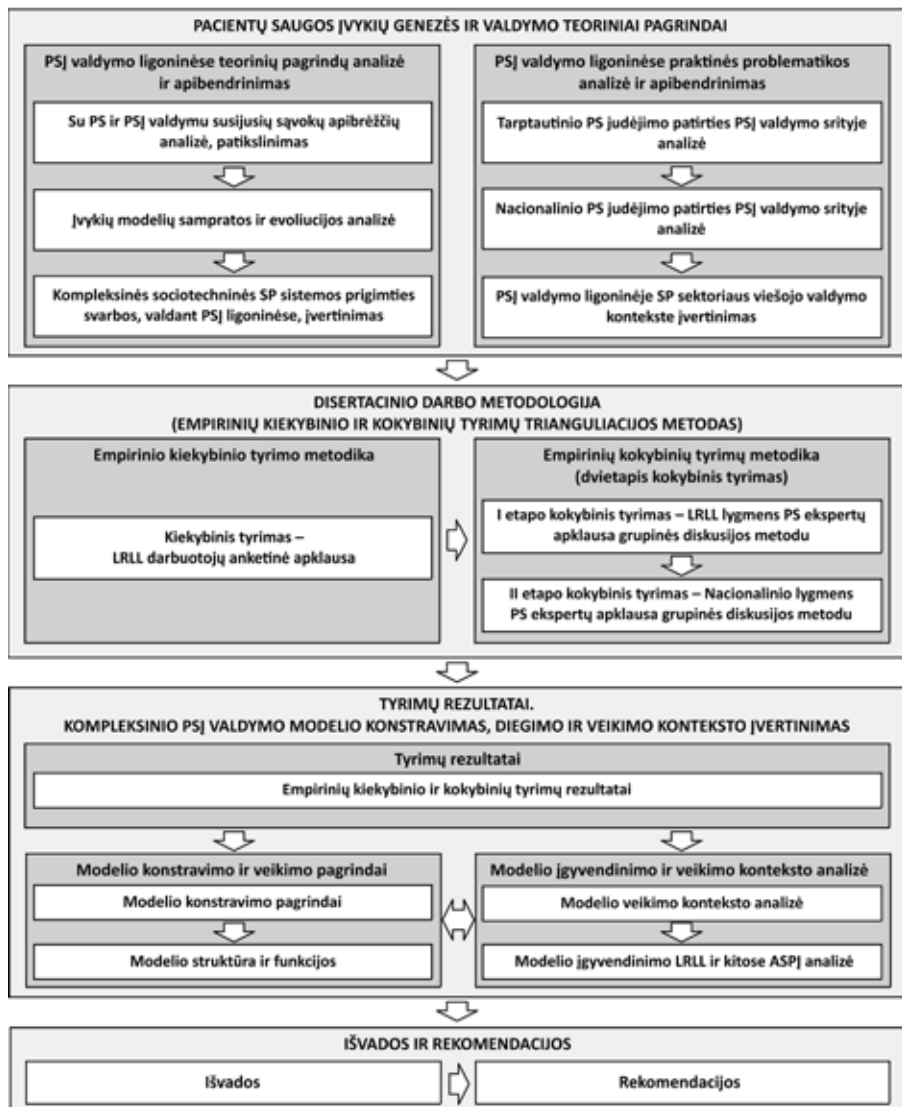 PACIENTŲ SAUGOS ĮVYKIŲ GENEZĖS IR VALDYMO TEORINIAI PAGRINDAI
PSĮ valdymo ligoninėse teorinių pagrindų analizė
ir apibendrinimas
Su PS ir PSĮ valdymu susijusių sąvokų apibrėžčių
analizė, patikslinimas
Įvykių modelių sampratos ir evoliucijos analizė
Kompleksinės sociotechninės SP sistemos prigimties
svarbos, valdant PSĮ ligoninėse, įvertinimas
PSĮ valdymo ligoninėse praktinės problematikos
analizė ir apibendrinimas
Tarptautinio PS judėjimo patirties PSĮ valdymo srityje
analizė
Nacionalinio PS judėjimo patirties PSĮ valdymo srityje
analizė
PSĮ valdymo ligoninėje SP sektoriaus viešojo valdymo
kontekste įvertinimas
DISERTACINIO DARBO METODOLOGIJA
(EMPIRINIŲ KIEKYBINIO IR KOKYBINIŲ TYRIMŲ TRIANGULIACIJOS METODAS)
Empirinio kiekybinio tyrimo metodika
Kiekybinis tyrimas –
LRLL darbuotojų anketinė apklausa
Empirinių kokybinių tyrimų metodika
(dvietapis kokybinis tyrimas)
I etapo kokybinis tyrimas – LRLL lygmens PS ekspertų
apklausa grupinės diskusijos metodu
II etapo kokybinis tyrimas – Nacionalinio lygmens
PS ekspertų apklausa grupinės diskusijos metodu
TYRIMŲ REZULTATAI.
KOMPLEKSINIO PSĮ VALDYMO MODELIO KONSTRAVIMAS, DIEGIMO IR VEIKIMO KONTEKSTO ĮVERTINIMAS
Tyrimų rezultatai
Empirinių kiekybinio ir kokybinių tyrimų rezultatai
Modelio konstravimo ir veikimo pagrindai
Modelio konstravimo pagrindai
Modelio struktūra ir funkcijos
Modelio įgyvendinimo ir veikimo konteksto analizė
Modelio veikimo konteksto analizė
Modelio įgyvendinimo LRLL ir kitose ASPĮ analizė
IŠVADOS IR REKOMENDACIJOS
Išvados
Rekomendacijos